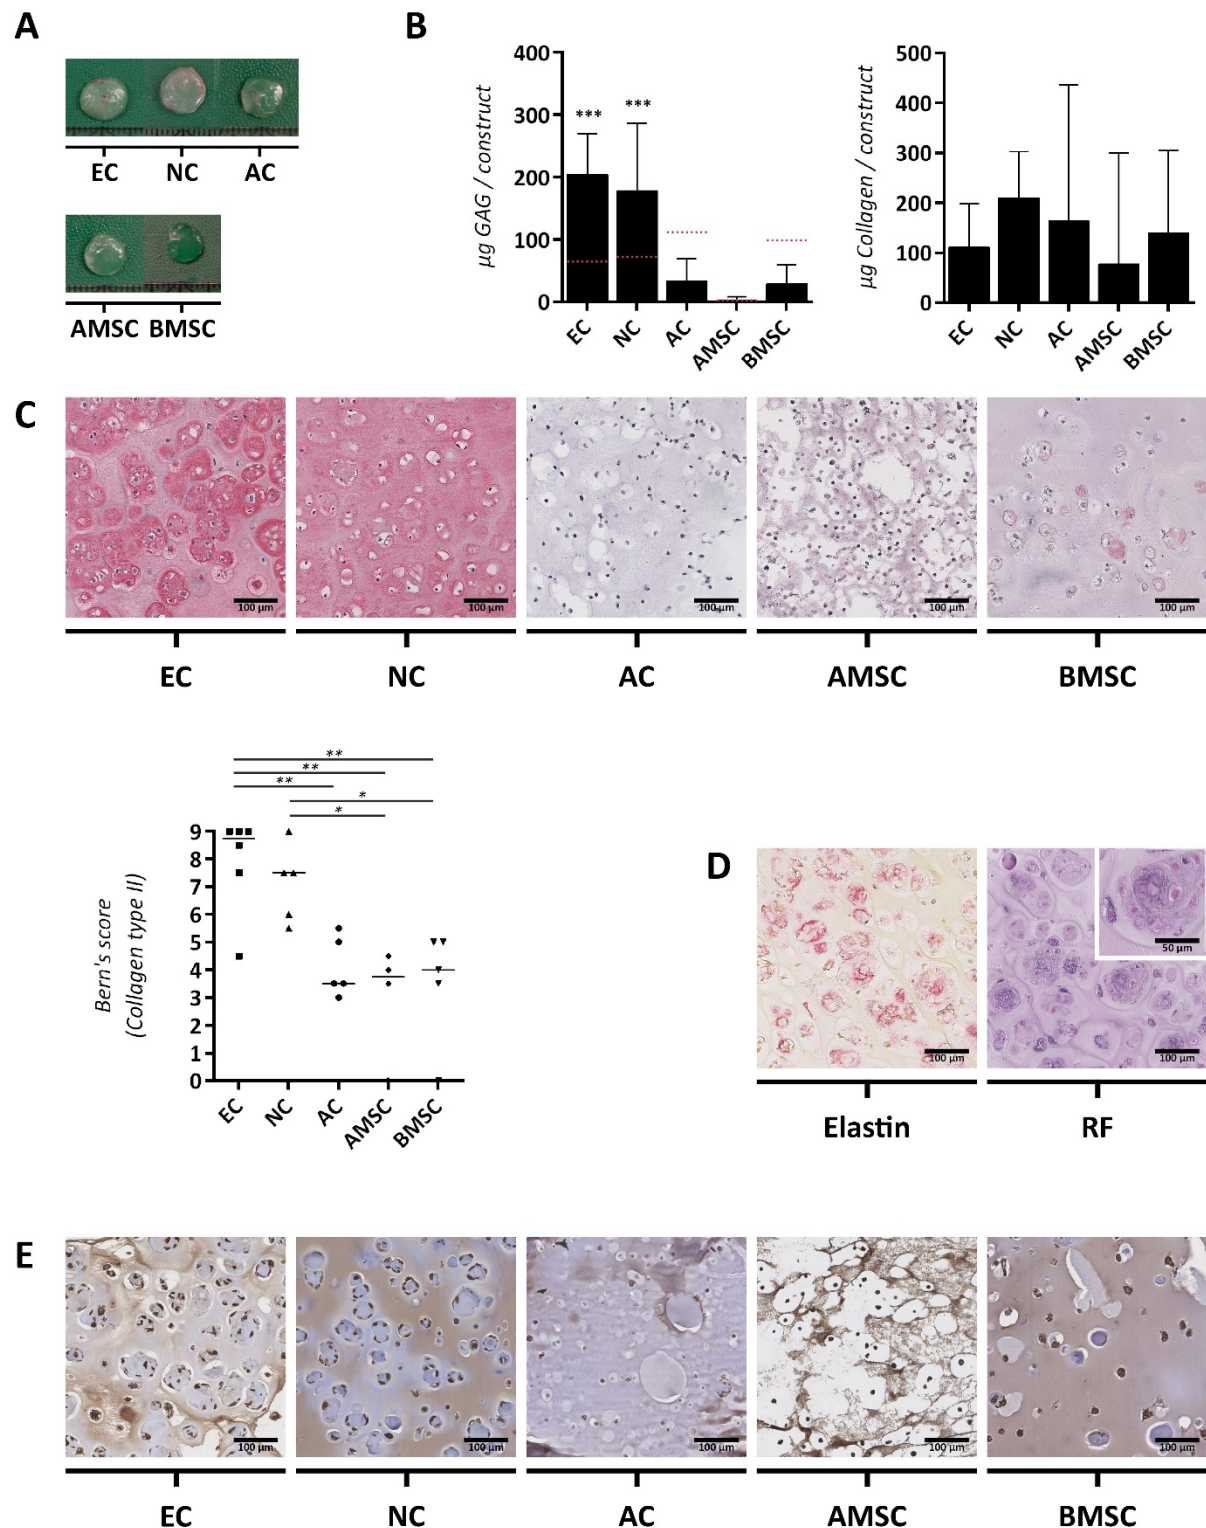 A
EC NC AC
AMSC BMSC
B
µg GAG / construct
400
300
200
100
0
*** ***
EC NC AC AMSC BMSC
µg Collagen / construct
500
400
300
200
100
0
EC NC AC AMSC BMSC
C
100 µm 100 µm 100 µm 100 µm 100 µm
EC NC AC AMSC BMSC
**
**
**
*
*
Bern's score
(Collagen type II)
9
8
7
6
5
4
3
2
1
0
EC NC AC AMSC BMSC
D
50 µm
100 µm 100 µm
Elastin RF
E
100 µm 100 µm 100 µm 100 µm 100 µm
EC NC AC AMSC BMSC